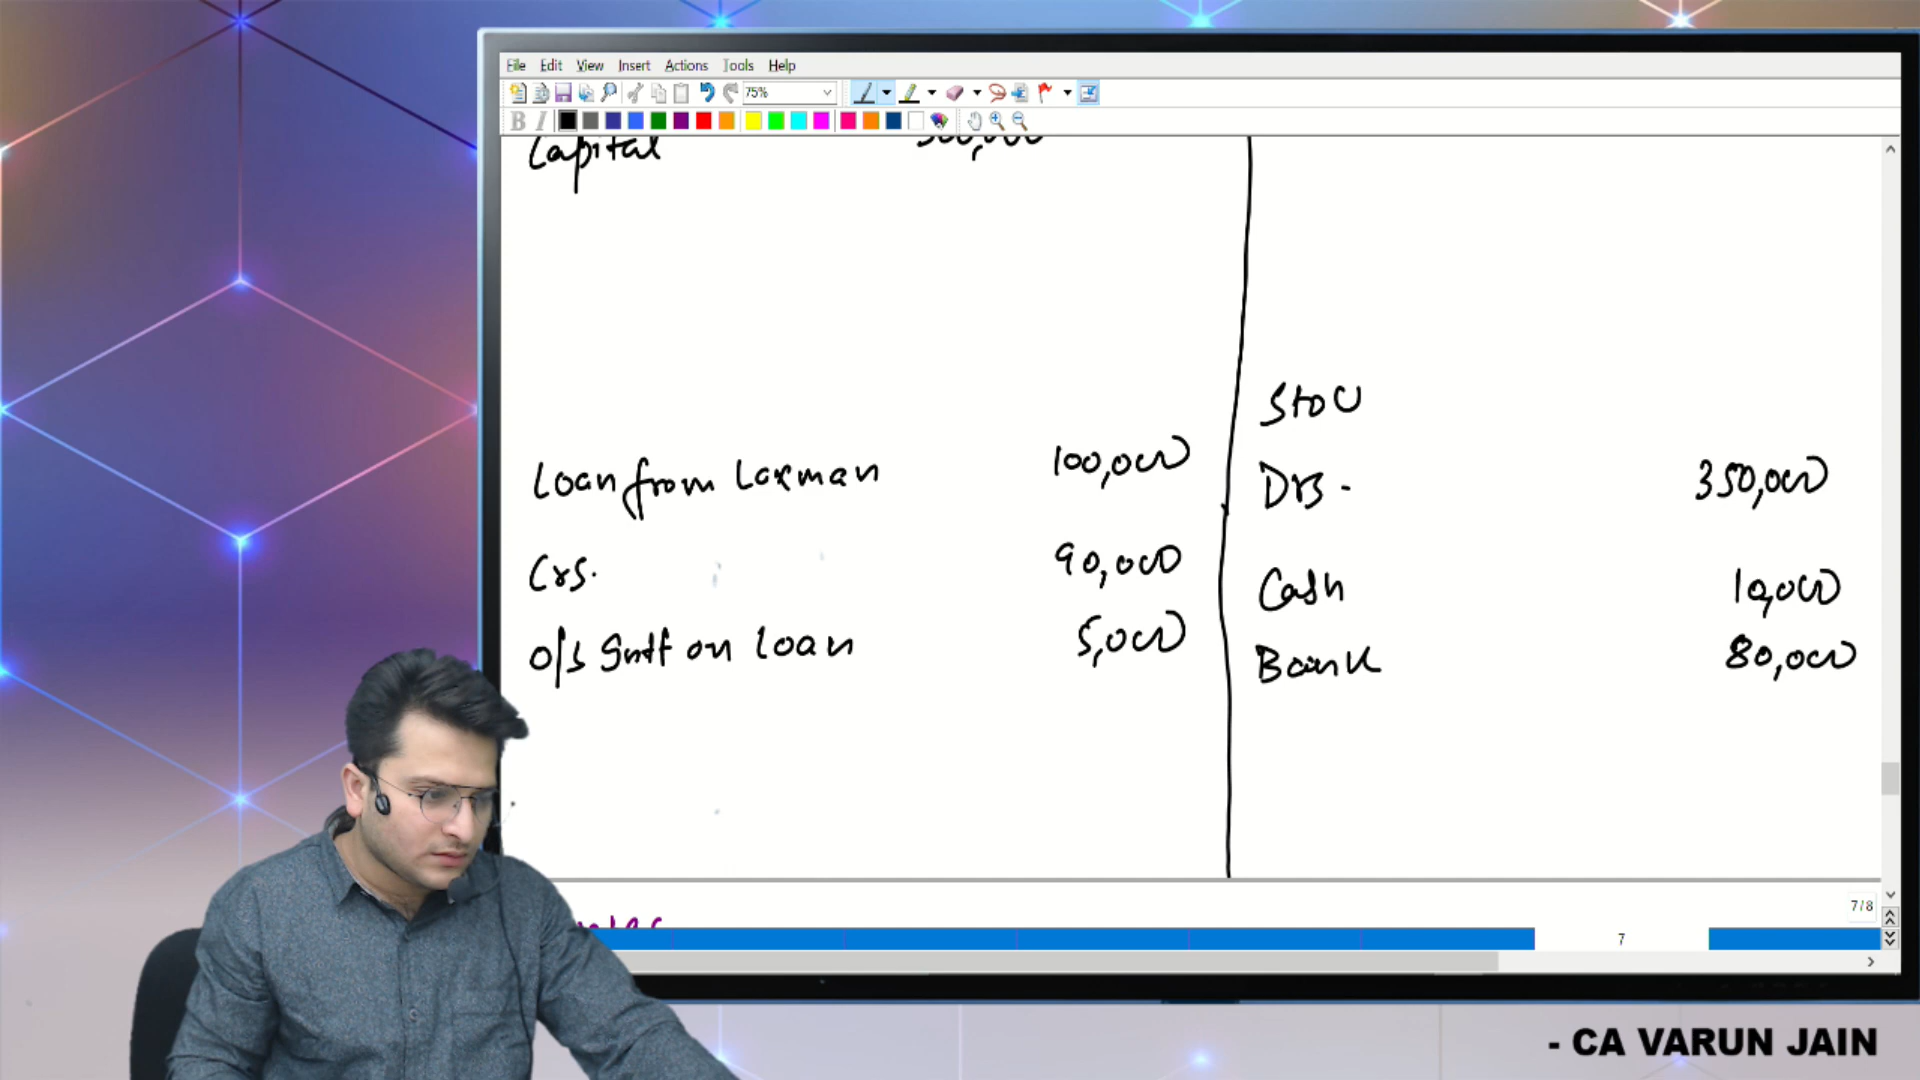 File Edit View Insert Actions Tools Help
75%
B I
Capital
Loan from Laxman 100,000
Crs. 90,000
O/s Intt on loan 5,000
Stock
Drs. 350,000
Cash 10,000
Bank 80,000
7/8
7
- CA VARUN JAIN